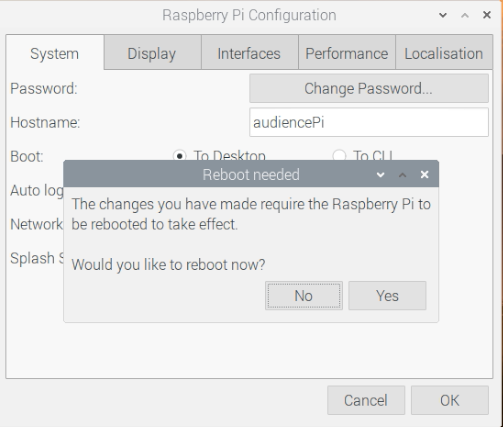 Raspberry Pi Configuration
System Display Interfaces Performance Localisation
Password: Change Password...
Hostname: audiencePi
Boot: To Desktop To CLI
Reboot needed
Auto log
The changes you have made require the Raspberry Pi to
Network
be rebooted to take effect.
Splash S
Would you like to reboot now?
No Yes
Cancel OK